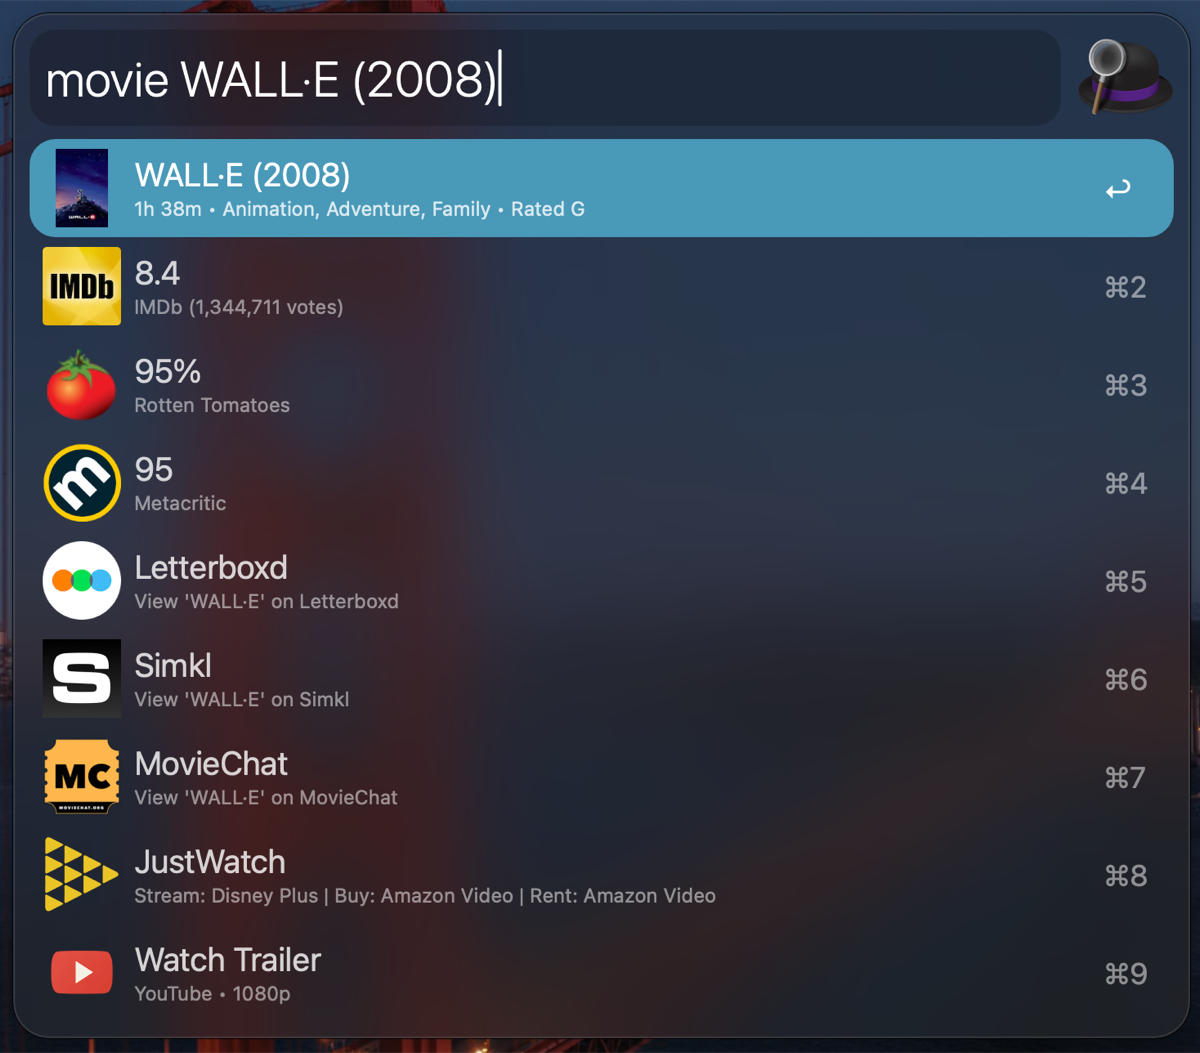 movie WALL·E (2008)
WALL·E (2008)
1h 38m • Animation, Adventure, Family • Rated G
WALL·E
IMDb
8.4
IMDb (1,344,711 votes)
⌘2
95%
Rotten Tomatoes
⌘3
m
95
Metacritic
⌘4
Letterboxd
View 'WALL·E' on Letterboxd
⌘5
S
Simkl
View 'WALL·E' on Simkl
⌘6
MC
MOVIECHAT.ORG
MovieChat
View 'WALL·E' on MovieChat
⌘7
JustWatch
Stream: Disney Plus | Buy: Amazon Video | Rent: Amazon Video
⌘8
Watch Trailer
YouTube • 1080p
⌘9